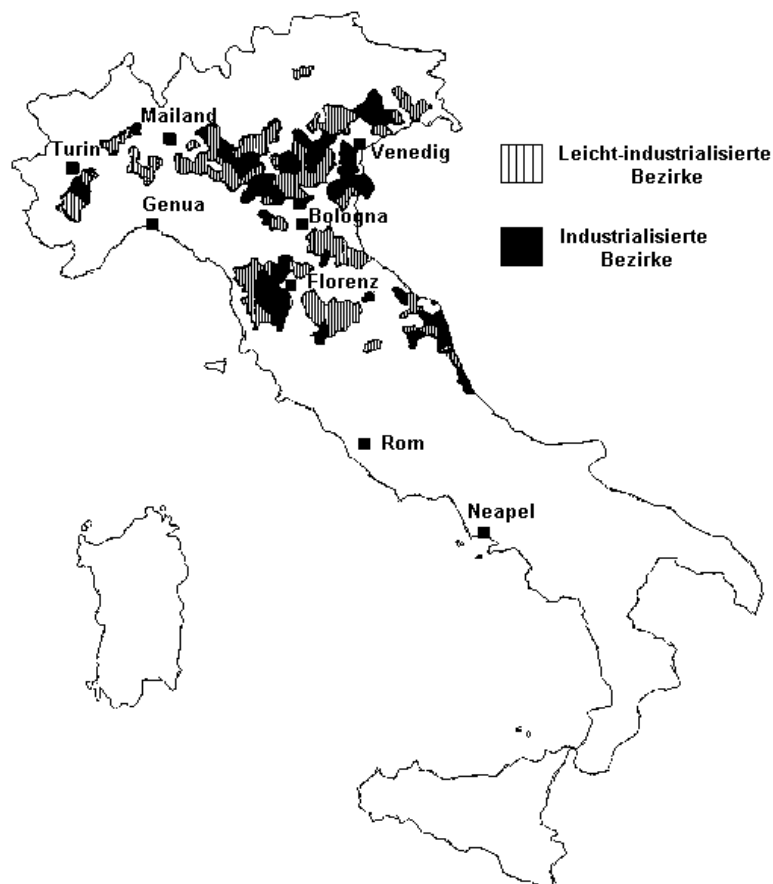 Mailand
Turin
Venedig
Genua
Bologna
Florenz
Rom
Neapel
Leicht-industrialisierte
Bezirke
Industrialisierte
Bezirke